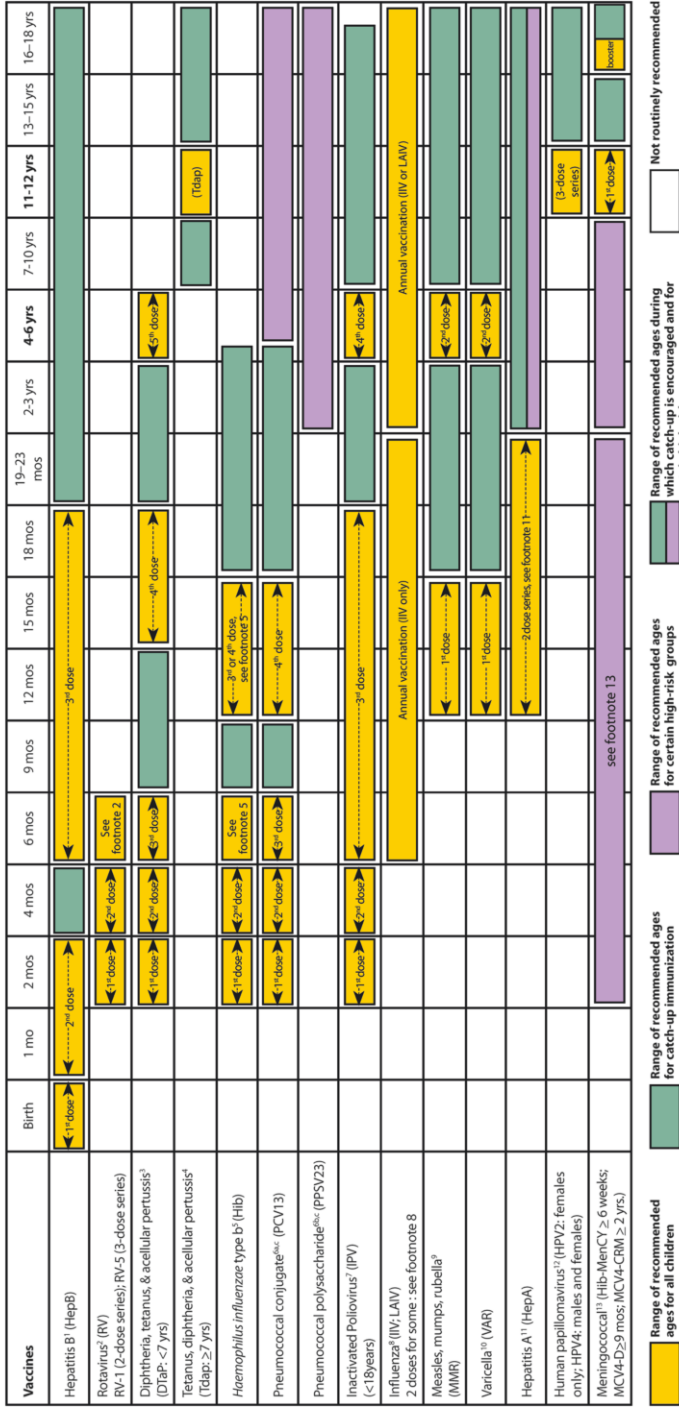 Vaccines Birth 1 mo 2 mos 4 mos 6 mos 9 mos 12 mos 15 mos 18 mos 19–23 mos 2-3 yrs 4-6 yrs 7-10 yrs 11-12 yrs 13–15 yrs 16–18 yrs
Hepatitis B¹ (HepB) 1ˢᵗ dose 2ⁿᵈ dose 3ʳᵈ dose
Rotavirus² (RV)
RV-1 (2-dose series); RV-5 (3-dose series) 1ˢᵗ dose 2ⁿᵈ dose See footnote 2
Diphtheria, tetanus, & acellular pertussis³
(DTaP: <7 yrs) 1ˢᵗ dose 2ⁿᵈ dose 3ʳᵈ dose 4ᵗʰ dose 5ᵗʰ dose
Tetanus, diphtheria, & acellular pertussis⁴
(Tdap: ≥7 yrs) (Tdap)
Haemophilus influenzae type b⁵ (Hib) 1ˢᵗ dose 2ⁿᵈ dose See footnote 5 3ʳᵈ or 4ᵗʰ dose, see footnote 5
Pneumococcal conjugate⁶ᵃ,ᶜ (PCV13) 1ˢᵗ dose 2ⁿᵈ dose 3ʳᵈ dose 4ᵗʰ dose
Pneumococcal polysaccharide⁶ᵇ,ᶜ (PPSV23)
Inactivated Poliovirus⁷ (IPV)
(<18years) 1ˢᵗ dose 2ⁿᵈ dose 3ʳᵈ dose 4ᵗʰ dose
Influenza⁸ (IIV; LAIV)
2 doses for some : see footnote 8 Annual vaccination (IIV only) Annual vaccination (IIV or LAIV)
Measles, mumps, rubella⁹
(MMR) 1ˢᵗ dose 2ⁿᵈ dose
Varicella¹⁰ (VAR) 1ˢᵗ dose 2ⁿᵈ dose
Hepatitis A¹¹ (HepA) 2 dose series, see footnote 11
Human papillomavirus¹² (HPV2: females
only; HPV4: males and females) (3-dose series)
Meningococcal¹³ (Hib-MenCY ≥ 6 weeks;
MCV4-D≥9 mos; MCV4-CRM ≥ 2 yrs.) see footnote 13 1ˢᵗ dose booster
Range of recommended
ages for all children
Range of recommended ages
for catch-up immunization
Range of recommended ages
for certain high-risk groups
Range of recommended ages during
which catch-up is encouraged and for
Not routinely recommended